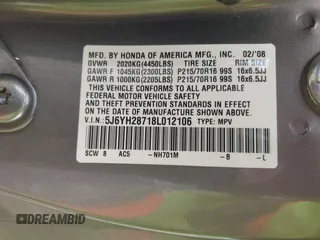 MFD. BY HONDA OF AMERICA MFG., INC. 02/'08
GVWR 2020KG(4450LBS) TIRE SIZE RIM SIZE
GAWR F 1045KG(2300LBS) P215/70R16 99S 16x6.5JJ
GAWR R 1000KG(2205LBS) P215/70R16 99S 16x6.5JJ
THIS VEHICLE CONFORMS TO ALL APPLICABLE
FEDERAL MOTOR VEHICLE SAFETY
STANDARDS IN EFFECT ON THE DATE OF
MANUFACTURE SHOWN ABOVE.
V.I.N.: 5J6YH28718L012106 TYPE: MPV
SCW 8 AC5 -NH701M -B -L
DREAMBID